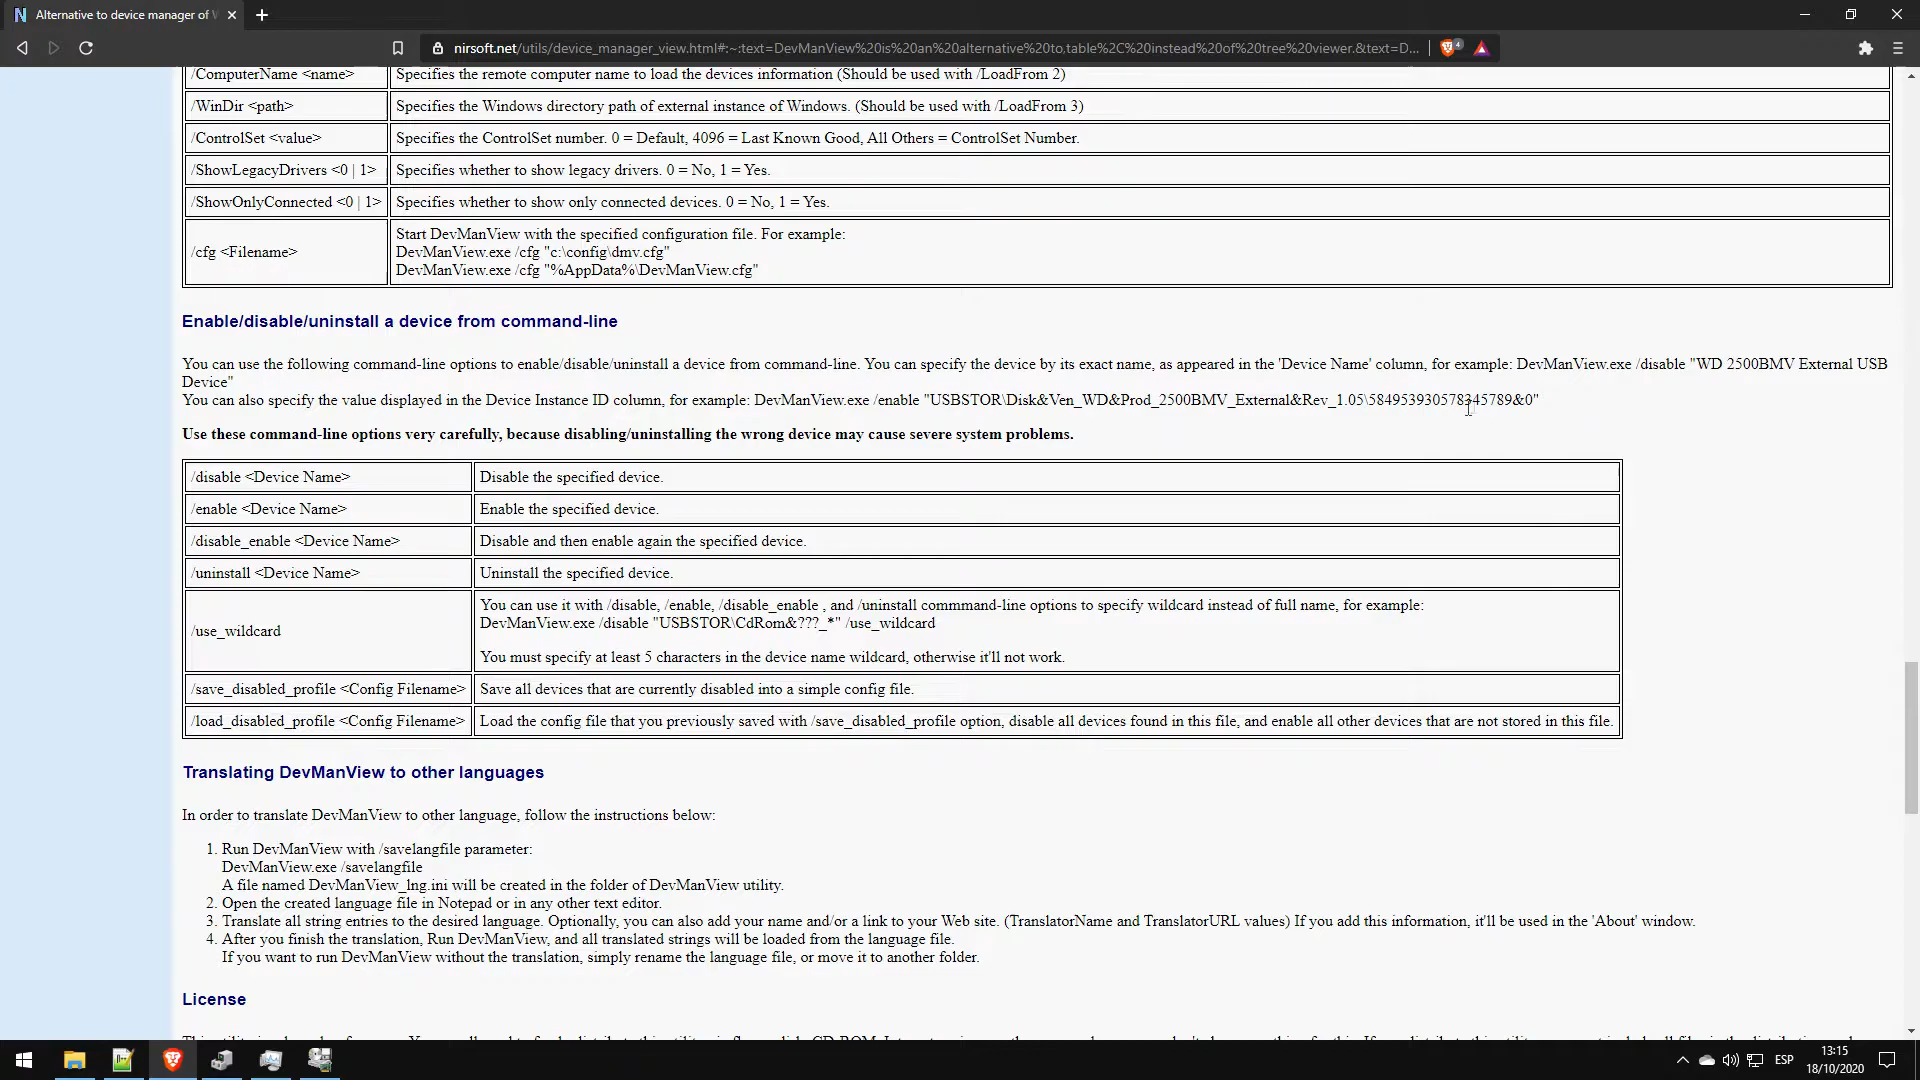 Alternative to device manager of W
nirsoft.net/utils/device_manager_view.html#:~:text=DevManView%20is%20an%20alternative%20to,table%2C%20instead%20of%20tree%20viewer.&text=D...
4
/ComputerName <name> Specifies the remote computer name to load the devices information (Should be used with /LoadFrom 2)
/WinDir <path> Specifies the Windows directory path of external instance of Windows. (Should be used with /LoadFrom 3)
/ControlSet <value> Specifies the ControlSet number. 0 = Default, 4096 = Last Known Good, All Others = ControlSet Number.
/ShowLegacyDrivers <0 | 1> Specifies whether to show legacy drivers. 0 = No, 1 = Yes.
/ShowOnlyConnected <0 | 1> Specifies whether to show only connected devices. 0 = No, 1 = Yes.
/cfg <Filename> Start DevManView with the specified configuration file. For example:
DevManView.exe /cfg "c:\config\dmv.cfg"
DevManView.exe /cfg "%AppData%\DevManView.cfg"
Enable/disable/uninstall a device from command-line
You can use the following command-line options to enable/disable/uninstall a device from command-line. You can specify the device by its exact name, as appeared in the 'Device Name' column, for example: DevManView.exe /disable "WD 2500BMV External USB
Device"
You can also specify the value displayed in the Device Instance ID column, for example: DevManView.exe /enable "USBSTOR\Disk&Ven_WD&Prod_2500BMV_External&Rev_1.05\584953930578345789&0"
Use these command-line options very carefully, because disabling/uninstalling the wrong device may cause severe system problems.
/disable <Device Name> Disable the specified device.
/enable <Device Name> Enable the specified device.
/disable_enable <Device Name> Disable and then enable again the specified device.
/uninstall <Device Name> Uninstall the specified device.
/use_wildcard You can use it with /disable, /enable, /disable_enable , and /uninstall commmand-line options to specify wildcard instead of full name, for example:
DevManView.exe /disable "USBSTOR\CdRom&???_*" /use_wildcard
You must specify at least 5 characters in the device name wildcard, otherwise it'll not work.
/save_disabled_profile <Config Filename> Save all devices that are currently disabled into a simple config file.
/load_disabled_profile <Config Filename> Load the config file that you previously saved with /save_disabled_profile option, disable all devices found in this file, and enable all other devices that are not stored in this file.
Translating DevManView to other languages
In order to translate DevManView to other language, follow the instructions below:
1. Run DevManView with /savelangfile parameter:
DevManView.exe /savelangfile
A file named DevManView_lng.ini will be created in the folder of DevManView utility.
2. Open the created language file in Notepad or in any other text editor.
3. Translate all string entries to the desired language. Optionally, you can also add your name and/or a link to your Web site. (TranslatorName and TranslatorURL values) If you add this information, it'll be used in the 'About' window.
4. After you finish the translation, Run DevManView, and all translated strings will be loaded from the language file.
If you want to run DevManView without the translation, simply rename the language file, or move it to another folder.
License
ESP
13:15
18/10/2020